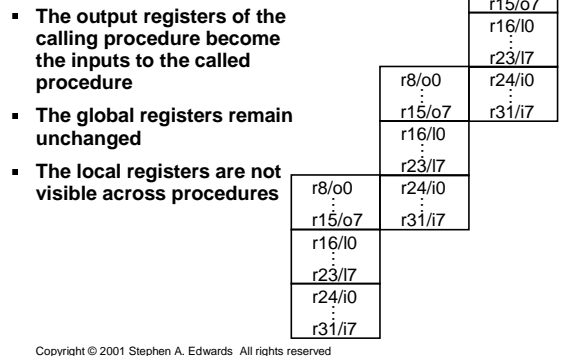 ▪ The output registers of the
calling procedure become
the inputs to the called
procedure
▪ The global registers remain
unchanged
▪ The local registers are not
visible across procedures
r15/o7
r16/l0
⋮
r23/l7
r8/o0 r24/i0
⋮ ⋮
r15/o7 r31/i7
r16/l0
⋮
r23/l7
r8/o0 r24/i0
⋮ ⋮
r15/o7 r31/i7
r16/l0
⋮
r23/l7
r24/i0
⋮
r31/i7
Copyright © 2001 Stephen A. Edwards All rights reserved